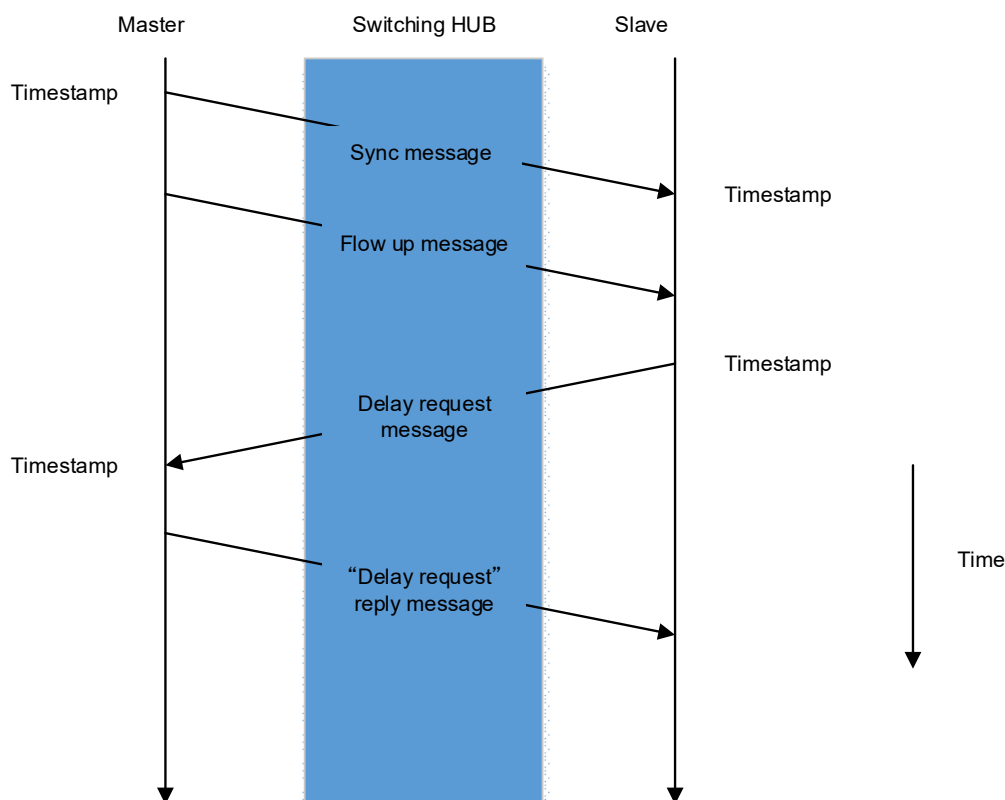 Master
Switching HUB
Slave
Timestamp
Sync message
Timestamp
Flow up message
Timestamp
Delay request
message
Timestamp
Time
“Delay request”
reply message